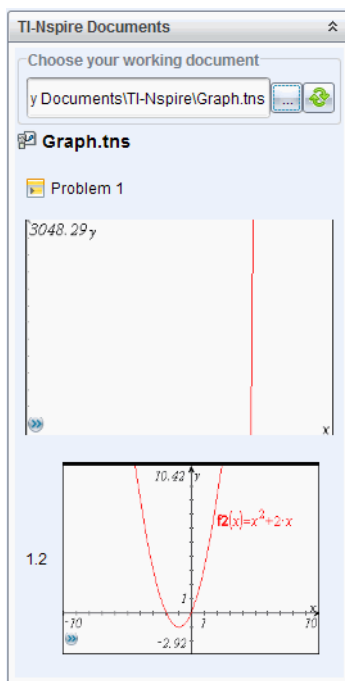 TI-Nspire Documents
Choose your working document
y Documents\TI-Nspire\Graph.tns ...
Graph.tns
Problem 1
3048.29 y
x
1.2
10.42 y
f2(x)=x²+2·x
1 x
-10 1 10
-2.92